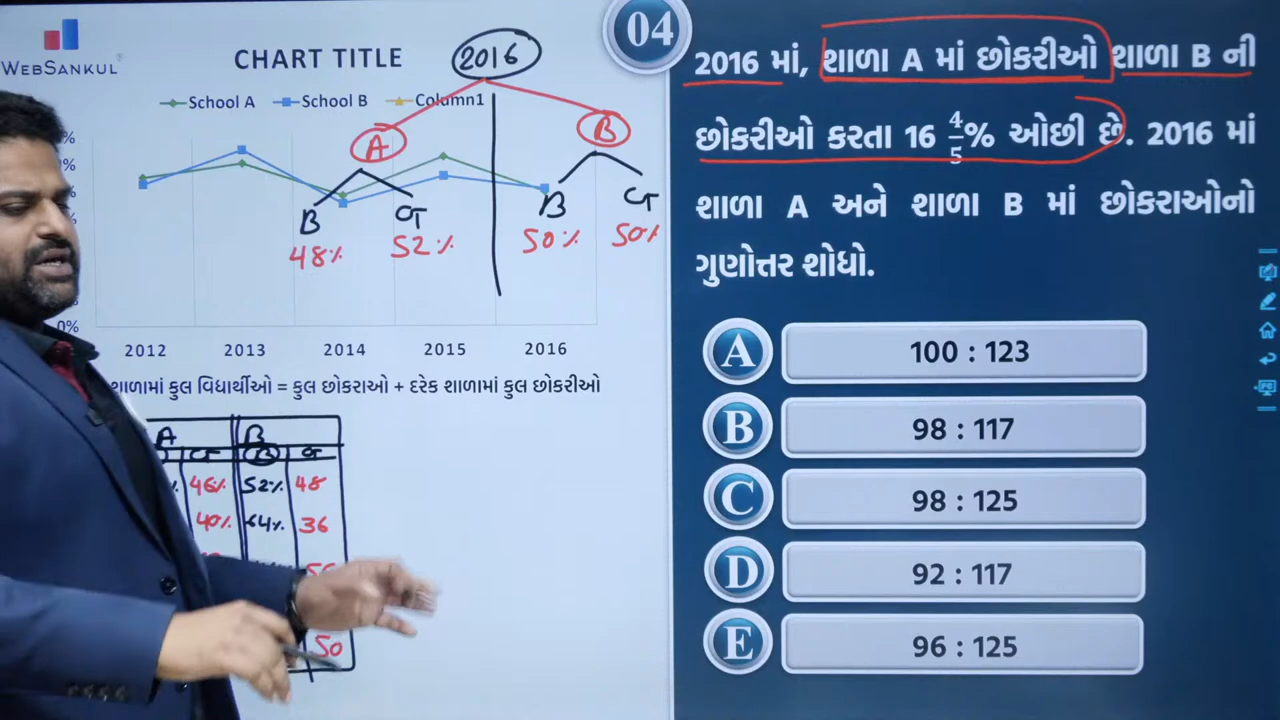 WEBSANKUL
CHART TITLE
2016
School A School B Column1
A
B
B
G
B
G
48%
52%
50%
50%
0%
2012 2013 2014 2015 2016
શાળામાં કુલ વિદ્યાર્થીઓ = કુલ છોકરાઓ + દરેક શાળામાં કુલ છોકરીઓ
A B
G B G
46% 52% 48
40% 64% 36
50
04
2016 માં, શાળા A માં છોકરીઓ શાળા B ની
છોકરીઓ કરતા 16 4/5% ઓછી છે. 2016 માં
શાળા A અને શાળા B માં છોકરાઓનો
ગુણોત્તર શોધો.
A 100 : 123
B 98 : 117
C 98 : 125
D 92 : 117
E 96 : 125